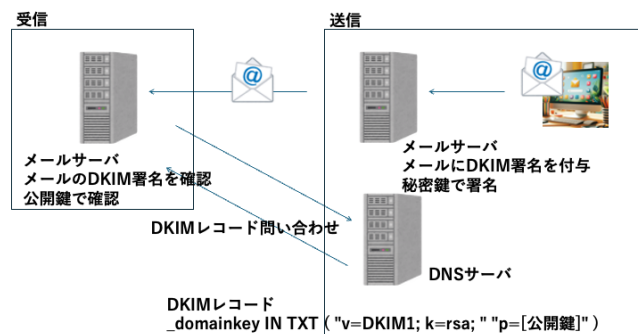 受信
送信
@
@
メールサーバ
メールのDKIM署名を確認
公開鍵で確認
メールサーバ
メールにDKIM署名を付与
秘密鍵で署名
DKIMレコード問い合わせ
DNSサーバ
DKIMレコード
_domainkey IN TXT ( "v=DKIM1; k=rsa; " "p=[公開鍵]" )